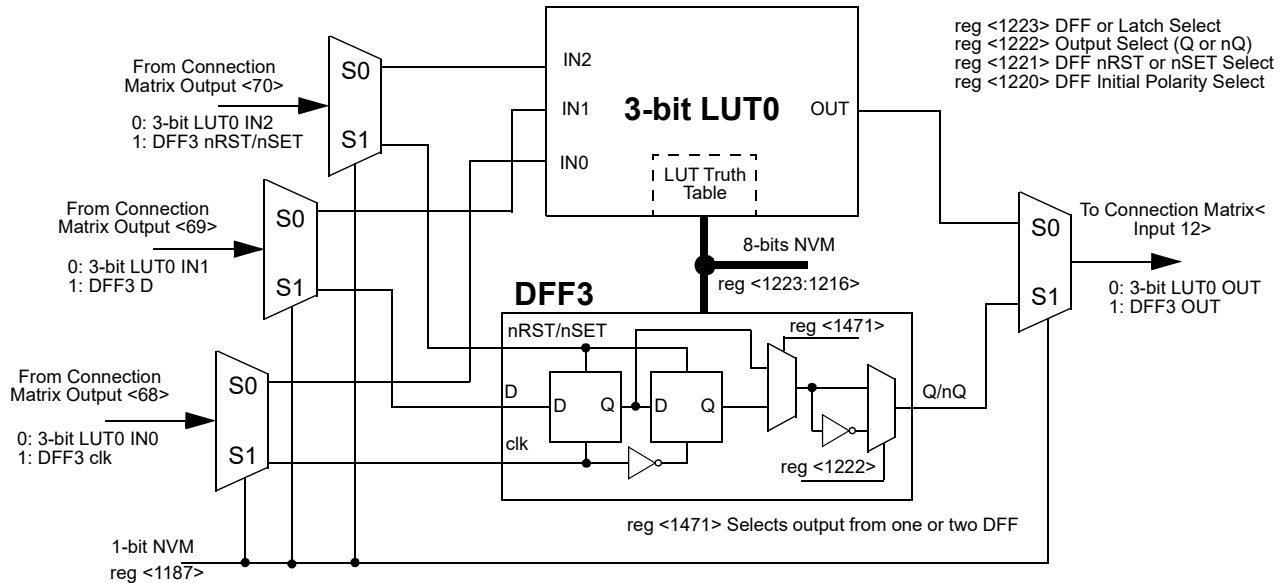 reg <1223> DFF or Latch Select
reg <1222> Output Select (Q or nQ)
reg <1221> DFF nRST or nSET Select
reg <1220> DFF Initial Polarity Select
From Connection
Matrix Output <70>
0: 3-bit LUT0 IN2
1: DFF3 nRST/nSET
S0
S1
IN2
IN1
IN0
3-bit LUT0
OUT
LUT Truth
Table
From Connection
Matrix Output <69>
0: 3-bit LUT0 IN1
1: DFF3 D
S0
S1
8-bits NVM
reg <1223:1216>
S0
S1
To Connection Matrix<
Input 12>
0: 3-bit LUT0 OUT
1: DFF3 OUT
DFF3
nRST/nSET
reg <1471>
From Connection
Matrix Output <68>
0: 3-bit LUT0 IN0
1: DFF3 clk
S0
S1
D
D
Q
D
Q
Q/nQ
clk
reg <1222>
reg <1471> Selects output from one or two DFF
1-bit NVM
reg <1187>